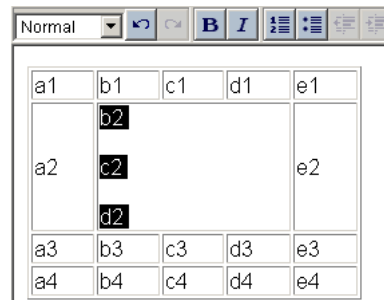 Normal B I
a1 b1 c1 d1 e1
b2
a2 c2 e2
d2
a3 b3 c3 d3 e3
a4 b4 c4 d4 e4